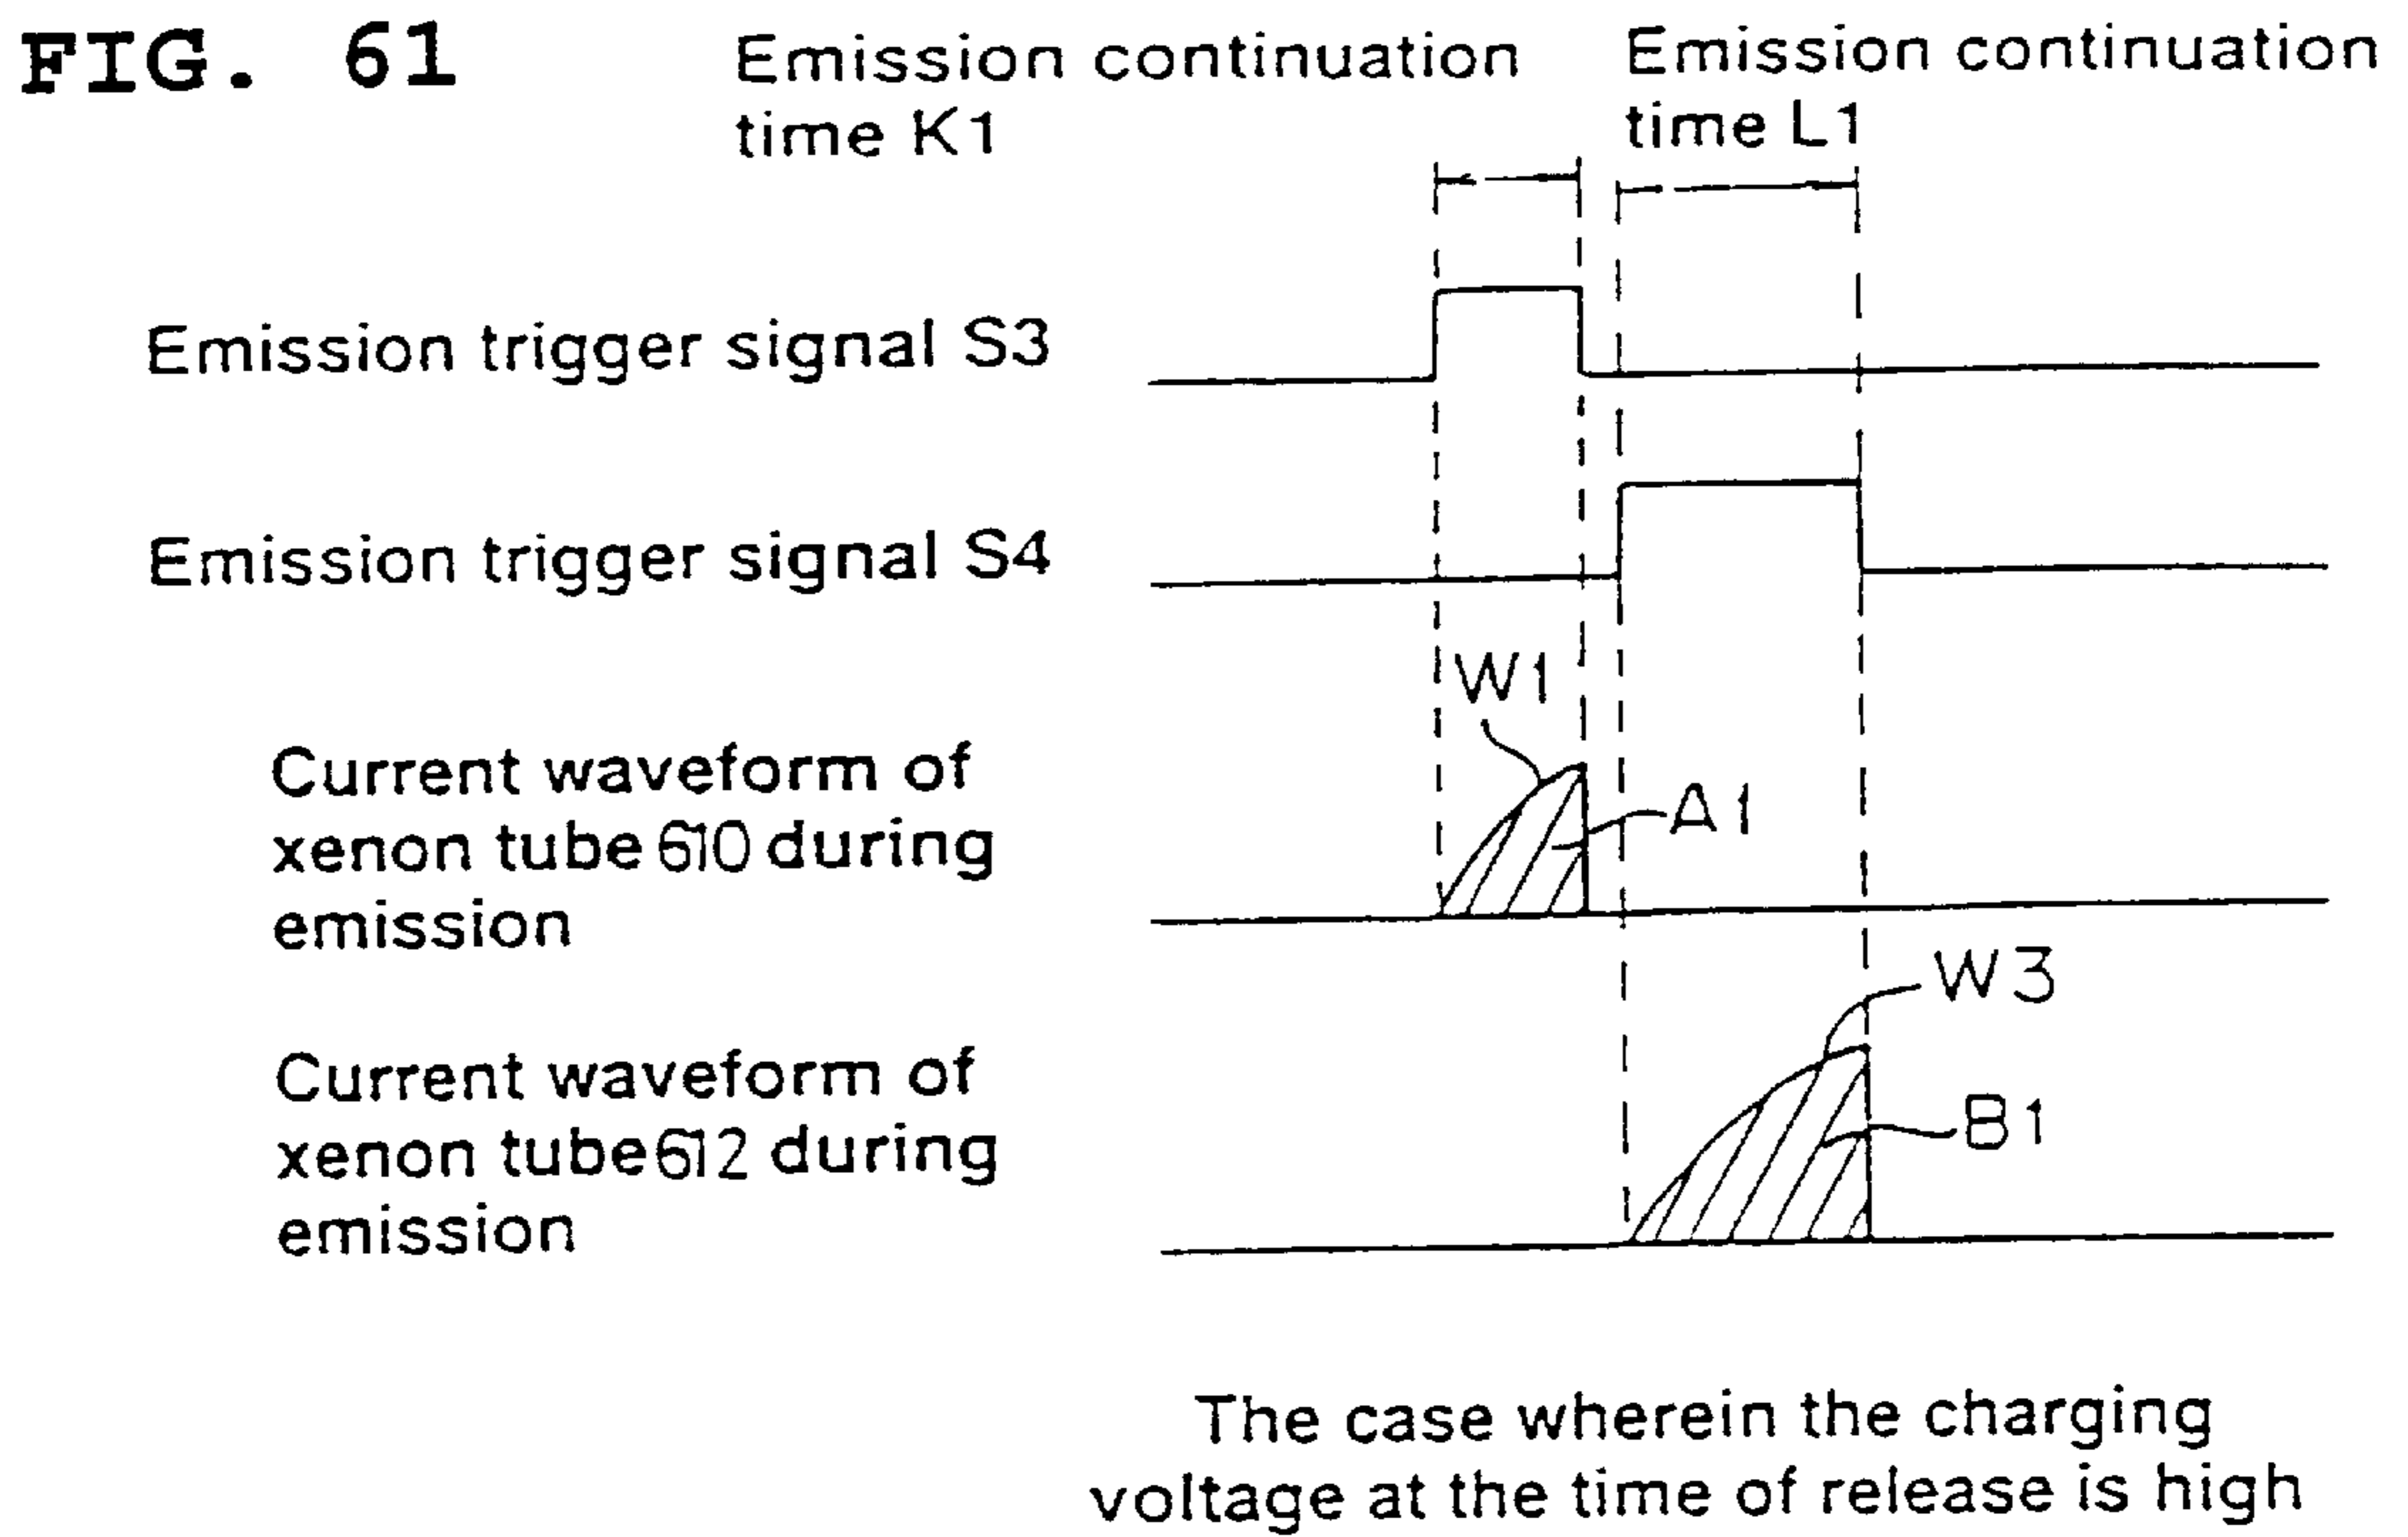 FIG. 61
Emission continuation
time K1
Emission continuation
time L1
Emission trigger signal S3
Emission trigger signal S4
W1
A1
Current waveform of
xenon tube 610 during
emission
W3
B1
Current waveform of
xenon tube 612 during
emission
The case wherein the charging
voltage at the time of release is high